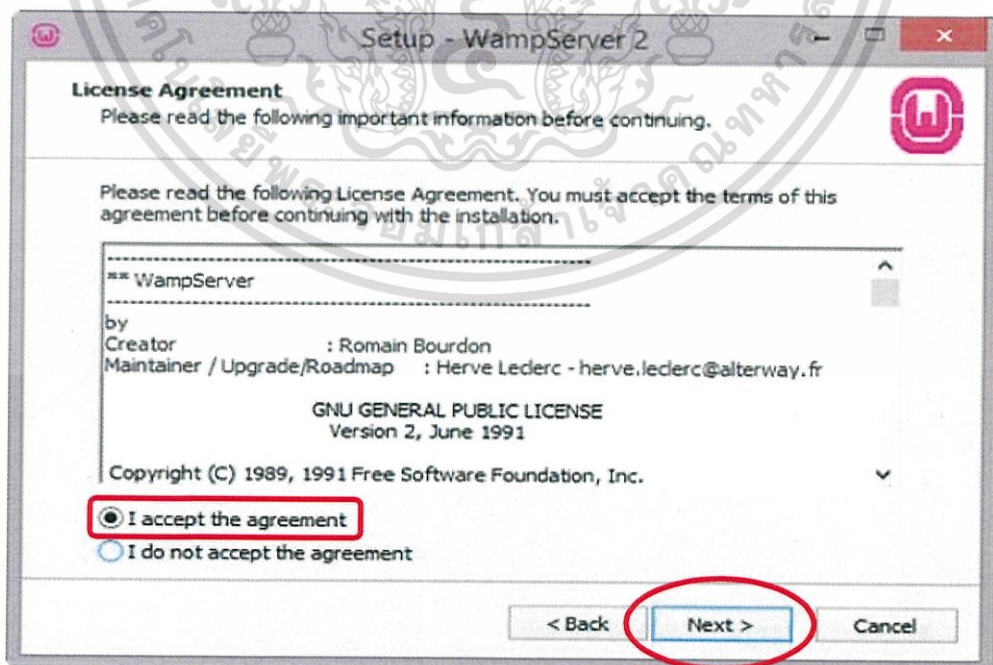 Setup - WampServer 2
License Agreement
Please read the following important information before continuing.
Please read the following License Agreement. You must accept the terms of this
agreement before continuing with the installation.
** WampServer
by
Creator : Romain Bourdon
Maintainer / Upgrade/Roadmap : Herve Leclerc - herve.leclerc@alterway.fr
GNU GENERAL PUBLIC LICENSE
Version 2, June 1991
Copyright (C) 1989, 1991 Free Software Foundation, Inc.
I accept the agreement
I do not accept the agreement
< Back
Next >
Cancel